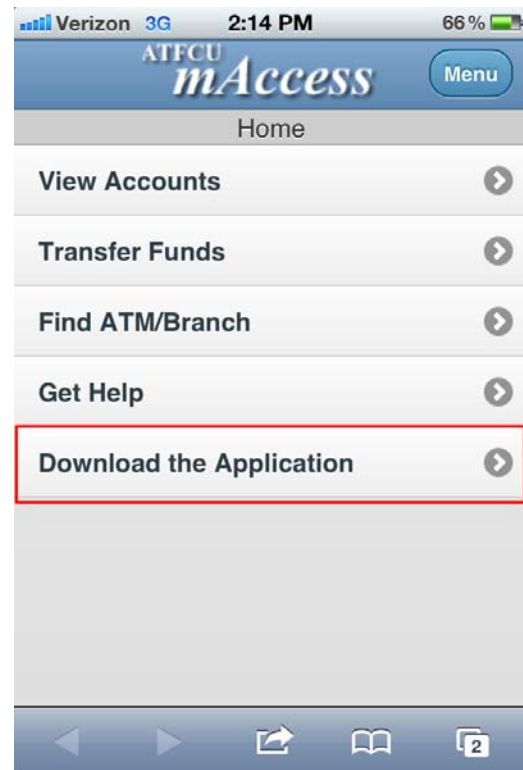 Verizon 3G 2:14 PM 66%
ATFCU
mAccess
Menu
Home
View Accounts
Transfer Funds
Find ATM/Branch
Get Help
Download the Application
2